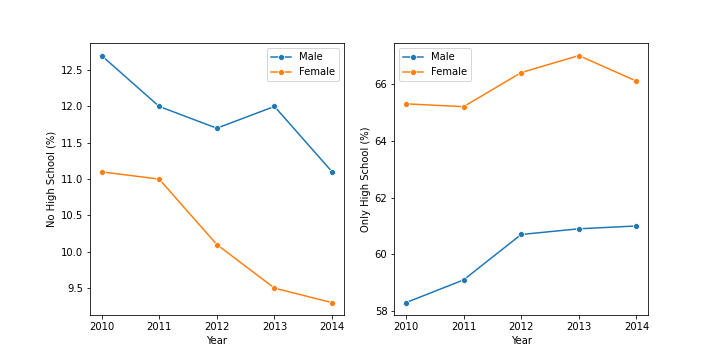 Male
Female
12.5
12.0
11.5
11.0
10.5
10.0
9.5
No High School (%)
2010 2011 2012 2013 2014
Year
Male
Female
66
64
62
60
58
Only High School (%)
2010 2011 2012 2013 2014
Year